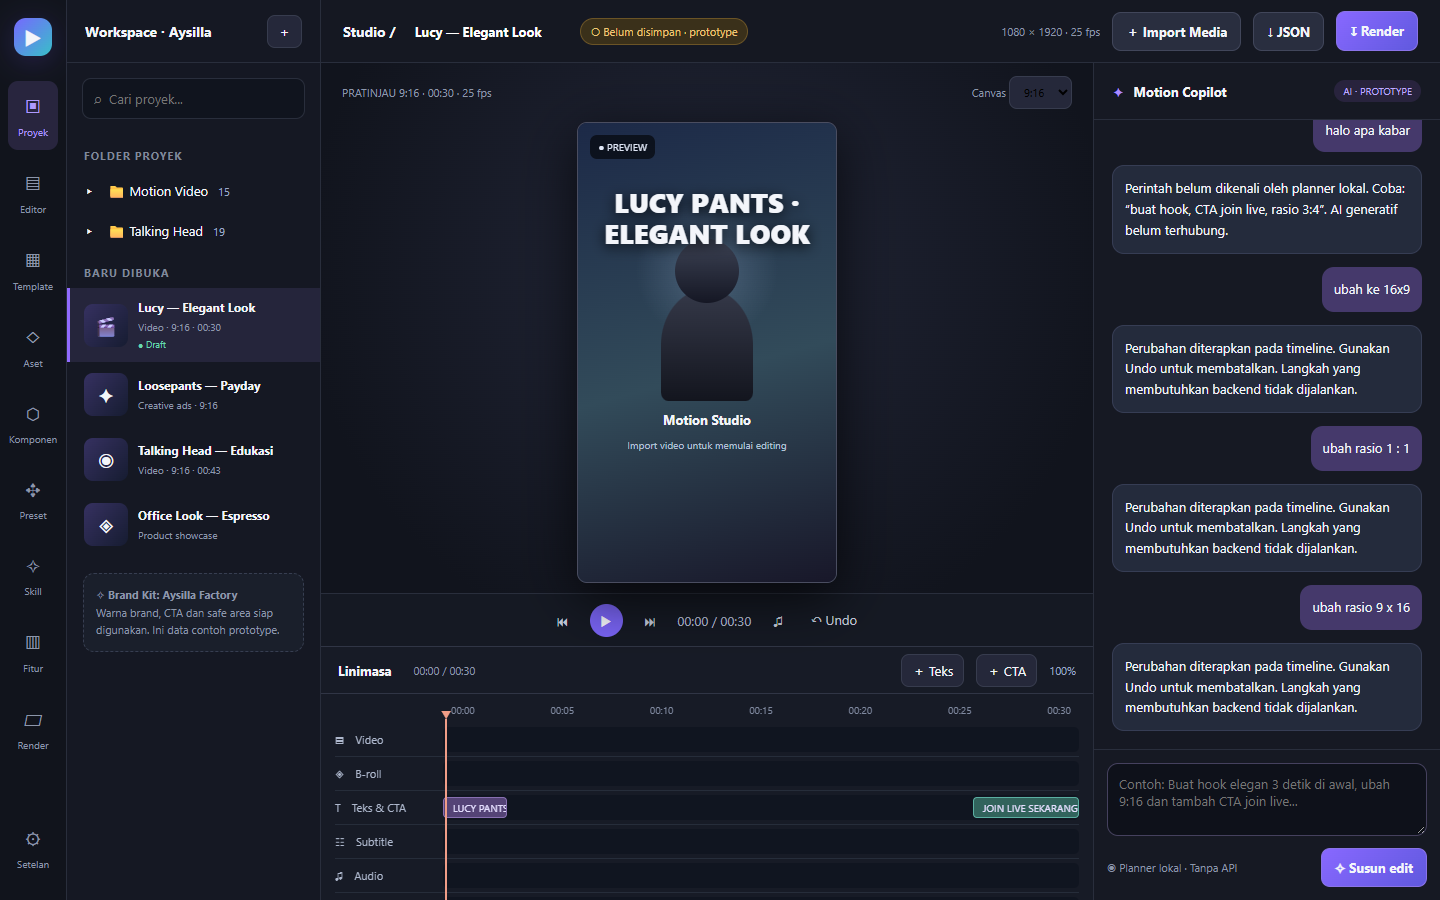 Workspace · Aysilla
+
Studio /
Lucy — Elegant Look
Belum disimpan · prototype
1080 × 1920 · 25 fps
+ Import Media
↓ JSON
↧ Render
Proyek
Editor
Template
Aset
Komponen
Preset
Skill
Fitur
Render
Setelan
Cari proyek...
FOLDER PROYEK
Motion Video 15
Talking Head 19
BARU DIBUKA
Lucy — Elegant Look
Video · 9:16 · 00:30
● Draft
Loosepants — Payday
Creative ads · 9:16
Talking Head — Edukasi
Video · 9:16 · 00:43
Office Look — Espresso
Product showcase
✧ Brand Kit: Aysilla Factory
Warna brand, CTA dan safe area siap
digunakan. Ini data contoh prototype.
PRATINJAU 9:16 · 00:30 · 25 fps
Canvas
9:16
● PREVIEW
LUCY PANTS ·
ELEGANT LOOK
Motion Studio
Import video untuk memulai editing
00:00 / 00:30
Undo
Linimasa
00:00 / 00:30
+ Teks
+ CTA
100%
00:00
00:05
00:10
00:15
00:20
00:25
00:30
Video
B-roll
T Teks & CTA
LUCY PANTS
JOIN LIVE SEKARANG
Subtitle
Audio
✦ Motion Copilot
AI · PROTOTYPE
halo apa kabar
Perintah belum dikenali oleh planner lokal. Coba:
“buat hook, CTA join live, rasio 3:4”. AI generatif
belum terhubung.
ubah ke 16x9
Perubahan diterapkan pada timeline. Gunakan
Undo untuk membatalkan. Langkah yang
membutuhkan backend tidak dijalankan.
ubah rasio 1 : 1
Perubahan diterapkan pada timeline. Gunakan
Undo untuk membatalkan. Langkah yang
membutuhkan backend tidak dijalankan.
ubah rasio 9 x 16
Perubahan diterapkan pada timeline. Gunakan
Undo untuk membatalkan. Langkah yang
membutuhkan backend tidak dijalankan.
Contoh: Buat hook elegan 3 detik di awal, ubah
9:16 dan tambah CTA join live...
◉ Planner lokal · Tanpa API
✧ Susun edit